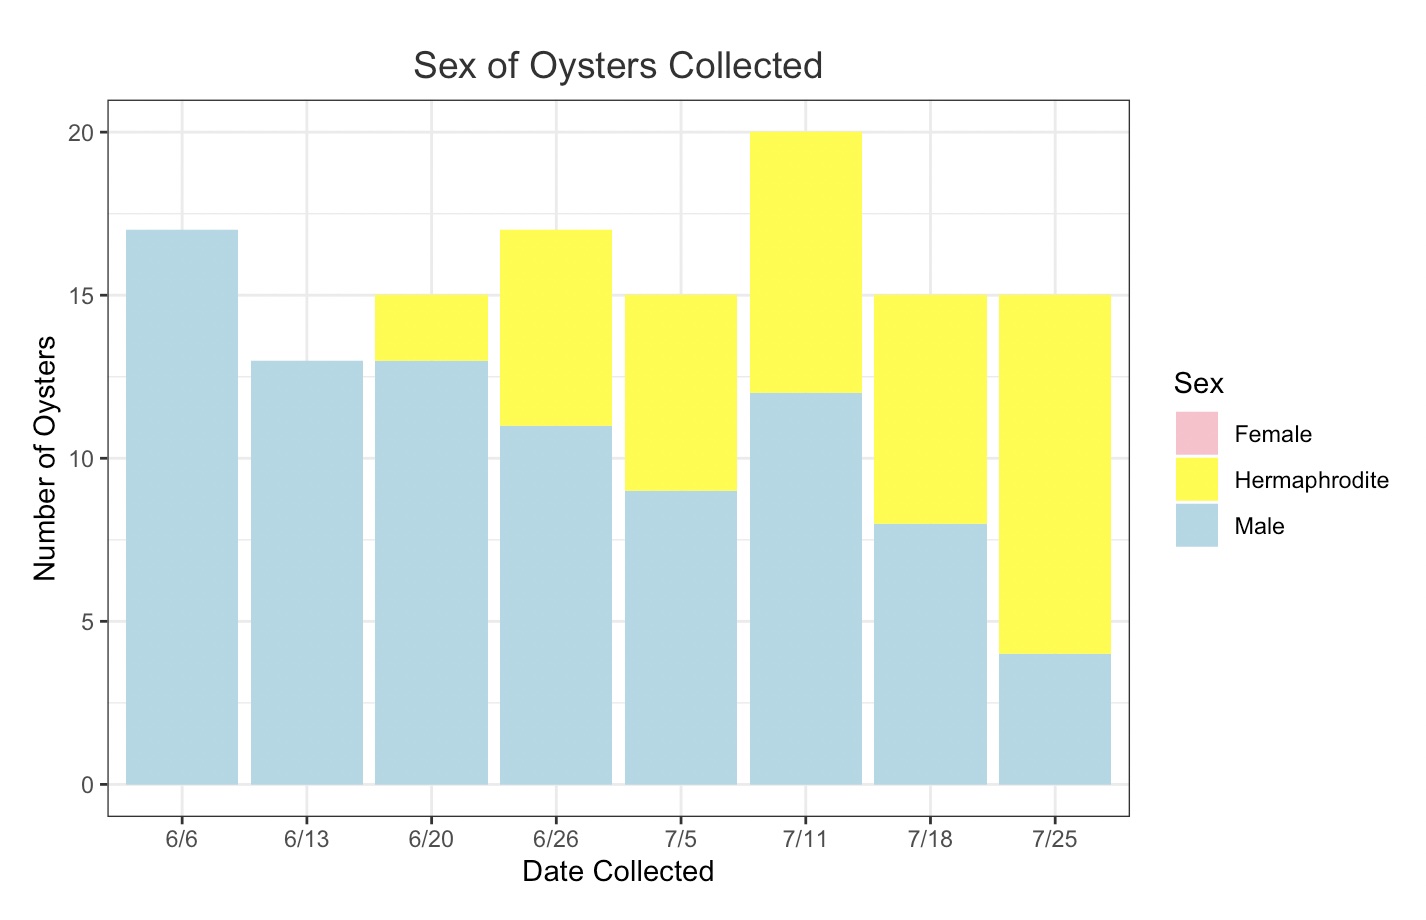 Sex of Oysters Collected
Number of Oysters
20
15
10
5
0
6/6 6/13 6/20 6/26 7/5 7/11 7/18 7/25
Date Collected
Sex
Female
Hermaphrodite
Male